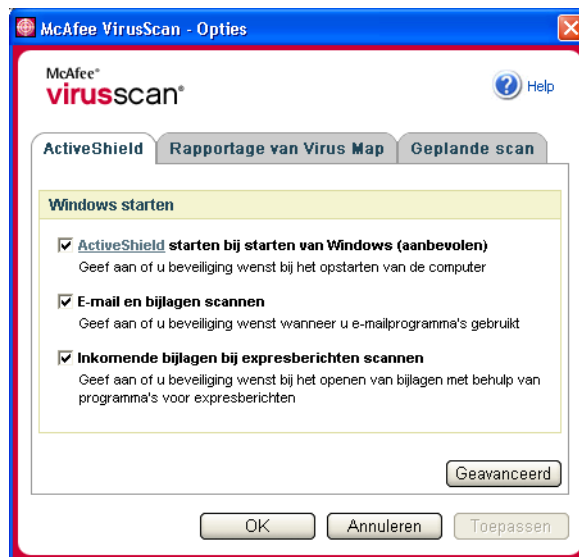 McAfee VirusScan - Opties
McAfee®
virusscan®
Help
ActiveShield
Rapportage van Virus Map
Geplande scan
Windows starten
ActiveShield starten bij starten van Windows (aanbevolen)
Geef aan of u beveiliging wenst bij het opstarten van de computer
E-mail en bijlagen scannen
Geef aan of u beveiliging wenst wanneer u e-mailprogramma's gebruikt
Inkomende bijlagen bij expresberichten scannen
Geef aan of u beveiliging wenst bij het openen van bijlagen met behulp van
programma's voor expresberichten
Geavanceerd
OK
Annuleren
Toepassen